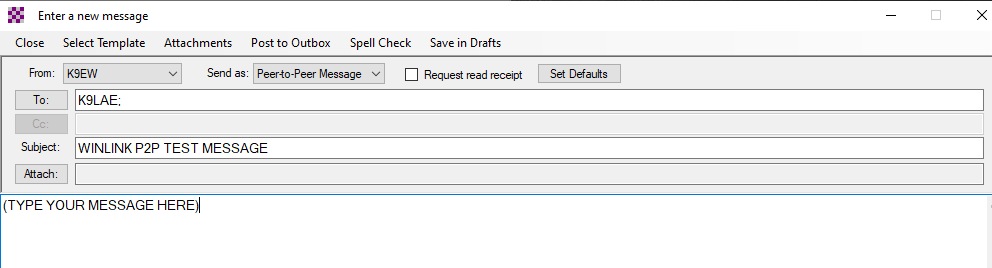 Enter a new message
Close Select Template Attachments Post to Outbox Spell Check Save in Drafts
From: K9EW Send as: Peer-to-Peer Message Request read receipt Set Defaults
To: K9LAE;
Cc:
Subject: WINLINK P2P TEST MESSAGE
Attach:
(TYPE YOUR MESSAGE HERE)